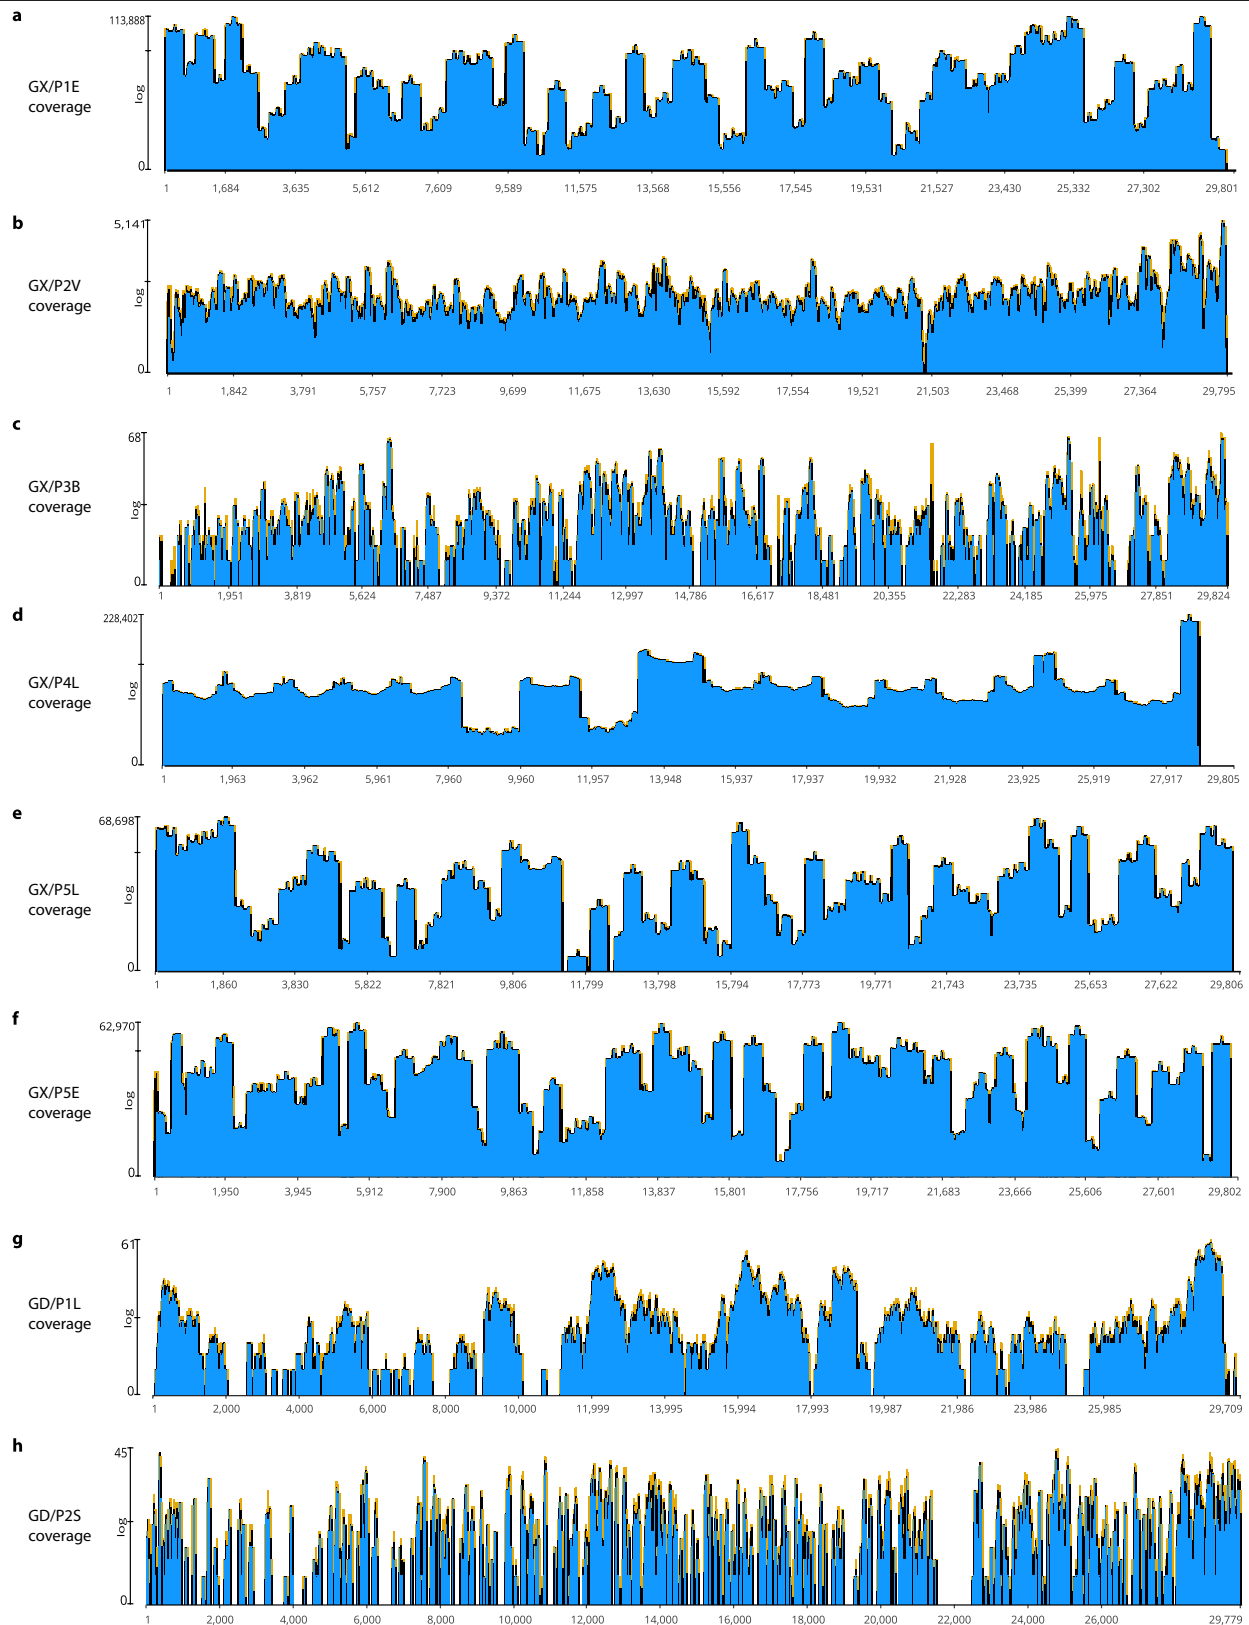 a
113,888
GX/P1E
coverage
log
0
1 1,684 3,635 5,612 7,609 9,589 11,575 13,568 15,556 17,545 19,531 21,527 23,430 25,332 27,302 29,801
b
5,141
GX/P2V
coverage
log
0
1 1,842 3,791 5,757 7,723 9,699 11,675 13,630 15,592 17,554 19,521 21,503 23,468 25,399 27,364 29,795
c
68
GX/P3B
coverage
log
0
1 1,951 3,819 5,624 7,487 9,372 11,244 12,997 14,786 16,617 18,481 20,355 22,283 24,185 25,975 27,851 29,824
d
228,402
GX/P4L
coverage
log
0
1 1,963 3,962 5,961 7,960 9,960 11,957 13,948 15,937 17,937 19,932 21,928 23,925 25,919 27,917 29,805
e
68,698
GX/P5L
coverage
log
0
1 1,860 3,830 5,822 7,821 9,806 11,799 13,798 15,794 17,773 19,771 21,743 23,735 25,653 27,622 29,806
f
62,970
GX/P5E
coverage
log
0
1 1,950 3,945 5,912 7,900 9,863 11,858 13,837 15,801 17,756 19,717 21,683 23,666 25,606 27,601 29,802
g
61
GD/P1L
coverage
log
0
1 2,000 4,000 6,000 8,000 10,000 11,999 13,995 15,994 17,993 19,987 21,986 23,986 25,985 29,709
h
45
GD/P2S
coverage
log
0
1 2,000 4,000 6,000 8,000 10,000 12,000 14,000 16,000 18,000 20,000 22,000 24,000 26,000 29,779